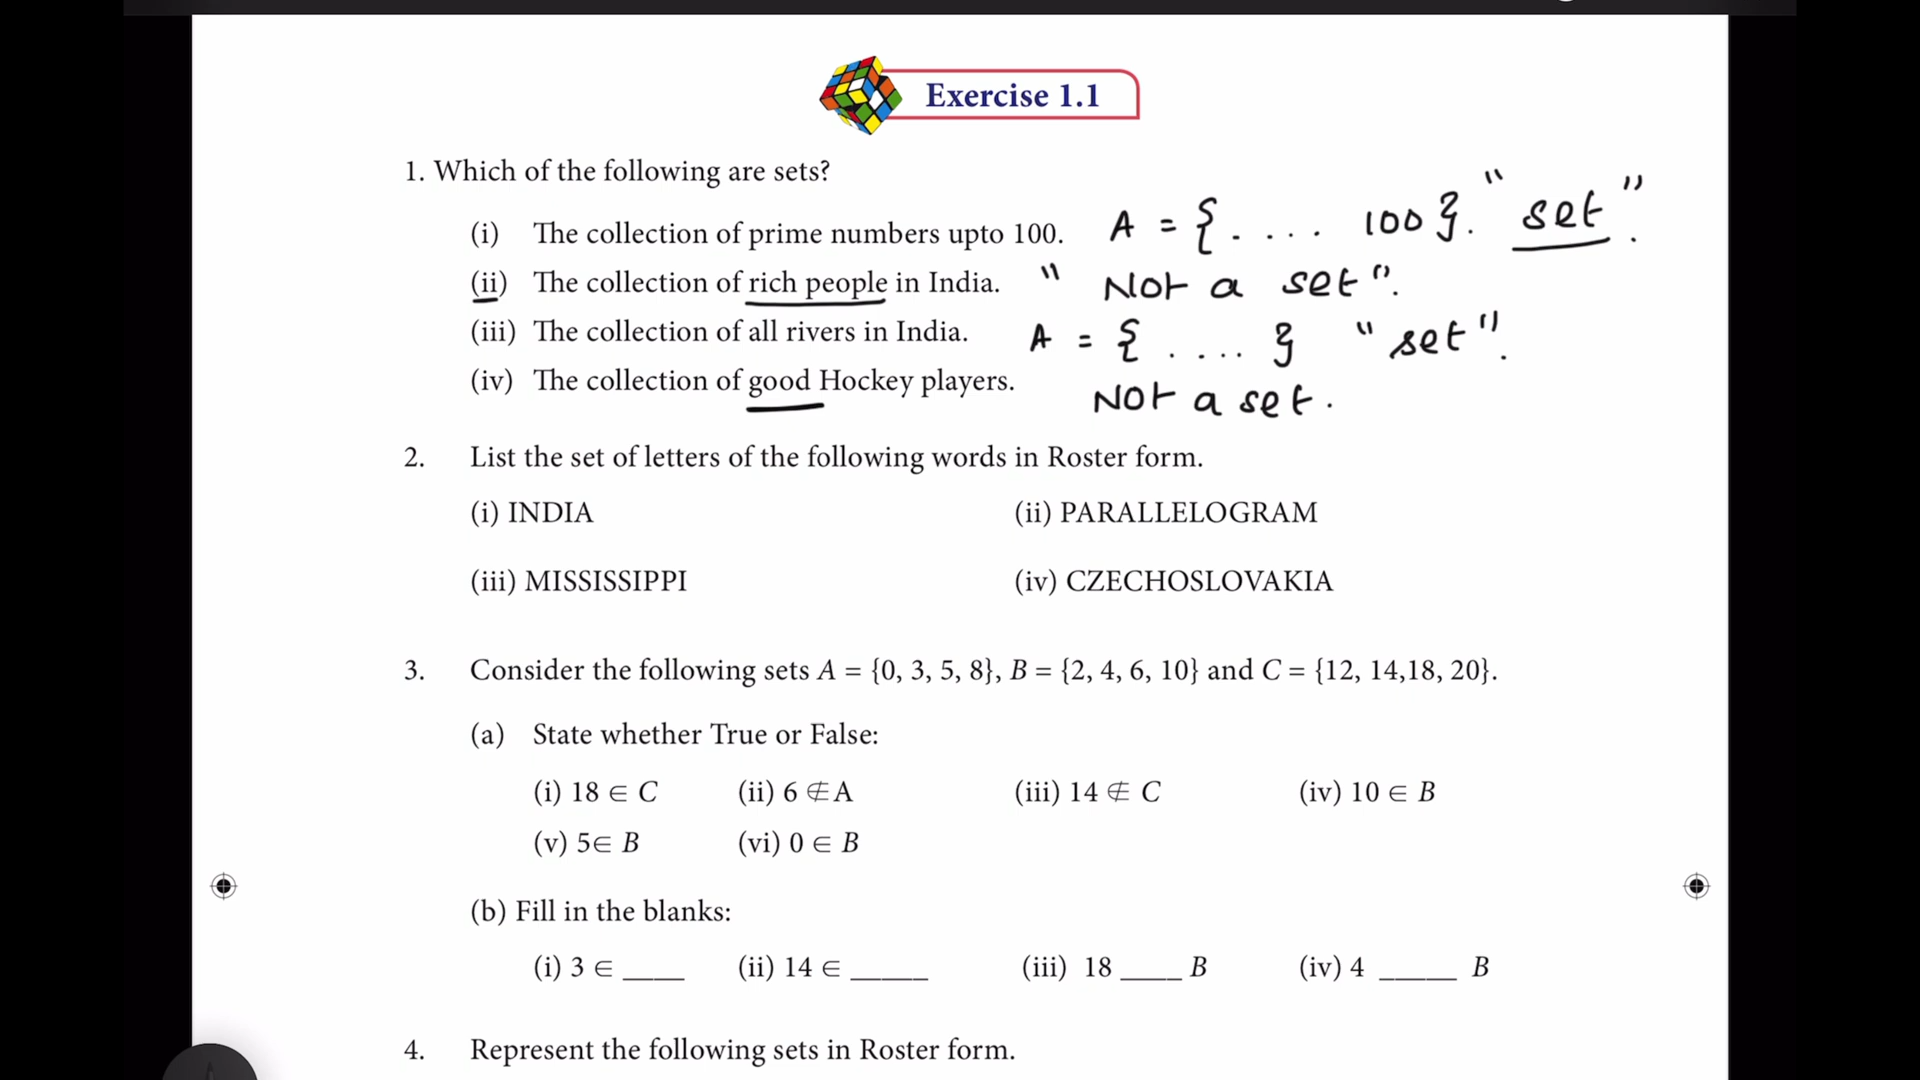 Exercise 1.1
1. Which of the following are sets?
(i) The collection of prime numbers upto 100. A = {. .... 100}. "set".
(ii) The collection of rich people in India. "Not a set".
(iii) The collection of all rivers in India. A = { . .... } "set".
(iv) The collection of good Hockey players. Not a set.
2. List the set of letters of the following words in Roster form.
(i) INDIA (ii) PARALLELOGRAM
(iii) MISSISSIPPI (iv) CZECHOSLOVAKIA
3. Consider the following sets A = {0, 3, 5, 8}, B = {2, 4, 6, 10} and C = {12, 14,18, 20}.
(a) State whether True or False:
(i) 18 ∈ C (ii) 6 ∉A (iii) 14 ∉ C (iv) 10 ∈ B
(v) 5∈ B (vi) 0 ∈ B
(b) Fill in the blanks:
(i) 3 ∈ ____ (ii) 14 ∈ _____ (iii) 18 ____ B (iv) 4 _____ B
4. Represent the following sets in Roster form.